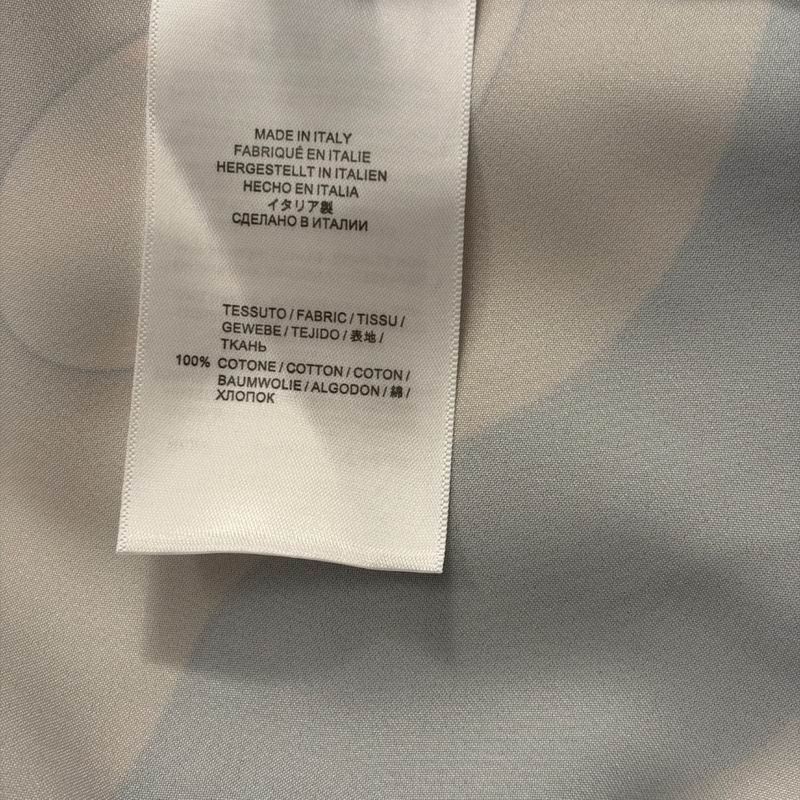 MADE IN ITALY
FABRIQUÉ EN ITALIE
HERGESTELLT IN ITALIEN
HECHO EN ITALIA
イタリア製
СДЕЛАНО В ИТАЛИИ
TESSUTO / FABRIC / TISSU /
GEWEBE / TEJIDO / 表地 /
ТКАНЬ
100% COTONE / COTTON / COTON /
BAUMWOLIE / ALGODON / 綿 /
ХЛОПОК